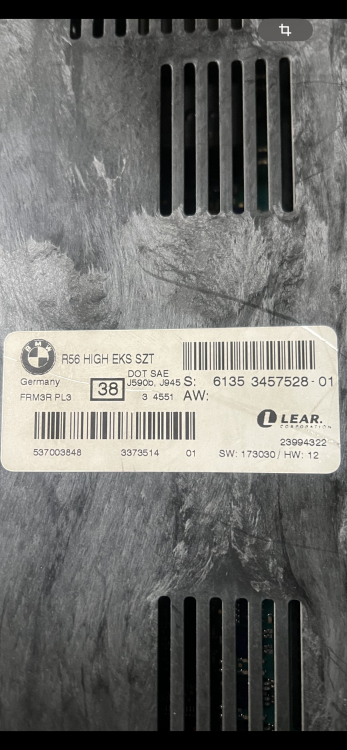 BMW
R56 HIGH EKS SZT
Germany
38
DOT SAE
J590b, J945
S: 6135 3457528-01
FRM3R PL3
3 4551
AW:
LEAR.
CORPORATION
23994322
537003848 3373514 01 SW: 173030 / HW: 12